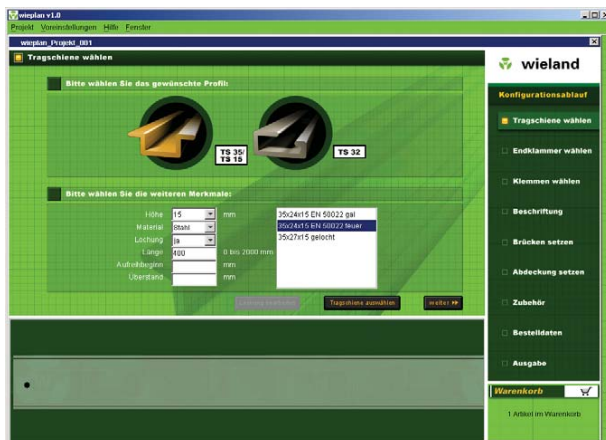 wieplan v1.0
Projekt Voreinstellungen Hilfe Fenster
wieplan_Projekt_001
Tragschiene wählen
wieland
Bitte wählen Sie das gewünschte Profil:
TS 35/
TS 15
TS 32
Bitte wählen Sie die weiteren Merkmale:
Höhe 15 mm
Material Stahl
Lochung ja
Länge 400 0 bis 2000 mm
Aufreihbeginn mm
Überstand mm
35x24x15 EN 50022 gal
35x24x15 EN 50022 feuer
35x27x15 gelocht
Tragschiene auswählen
weiter
Konfigurationsablauf
Tragschiene wählen
Endklammer wählen
Klemmen wählen
Beschriftung
Brücken setzen
Abdeckung setzen
Zubehör
Bestelldaten
Ausgabe
Warenkorb
1 Artikel im Warenkorb